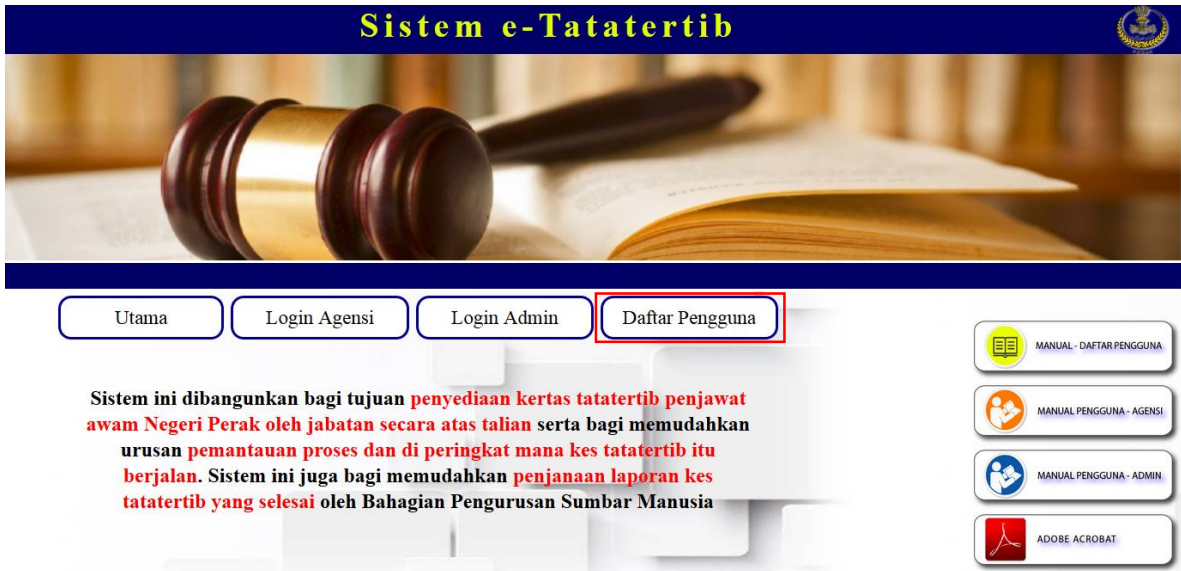 Sistem e-Tatatertib
Utama
Login Agensi
Login Admin
Daftar Pengguna
Sistem ini dibangunkan bagi tujuan penyediaan kertas tatatertib penjawat
awam Negeri Perak oleh jabatan secara atas talian serta bagi memudahkan
urusan pemantauan proses dan di peringkat mana kes tatatertib itu
berjalan. Sistem ini juga bagi memudahkan penjanaan laporan kes
tatatertib yang selesai oleh Bahagian Pengurusan Sumbar Manusia
MANUAL - DAFTAR PENGGUNA
MANUAL PENGGUNA - AGENSI
MANUAL PENGGUNA - ADMIN
ADOBE ACROBAT